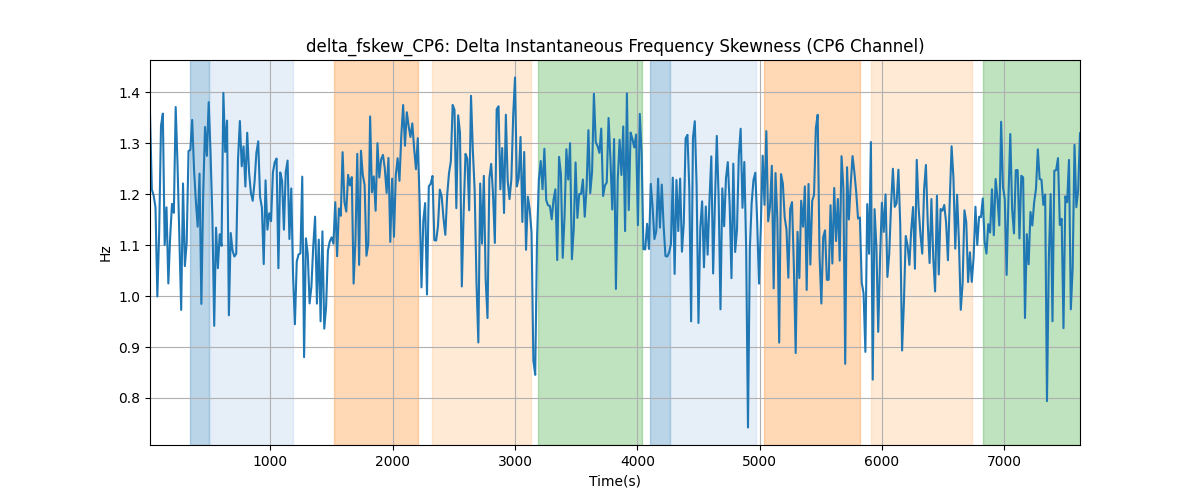 delta_fskew_CP6: Delta Instantaneous Frequency Skewness (CP6 Channel)
Hz
1.4
1.3
1.2
1.1
1.0
0.9
0.8
1000 2000 3000 4000 5000 6000 7000
Time(s)